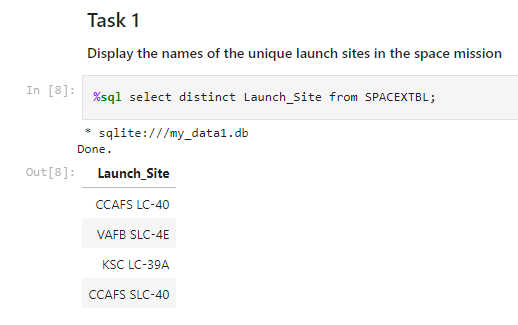 Task 1
Display the names of the unique launch sites in the space mission
In [8]: %sql select distinct Launch_Site from SPACEXTBL;
* sqlite:///my_data1.db
Done.
Out[8]: Launch_Site
CCAFS LC-40
VAFB SLC-4E
KSC LC-39A
CCAFS SLC-40